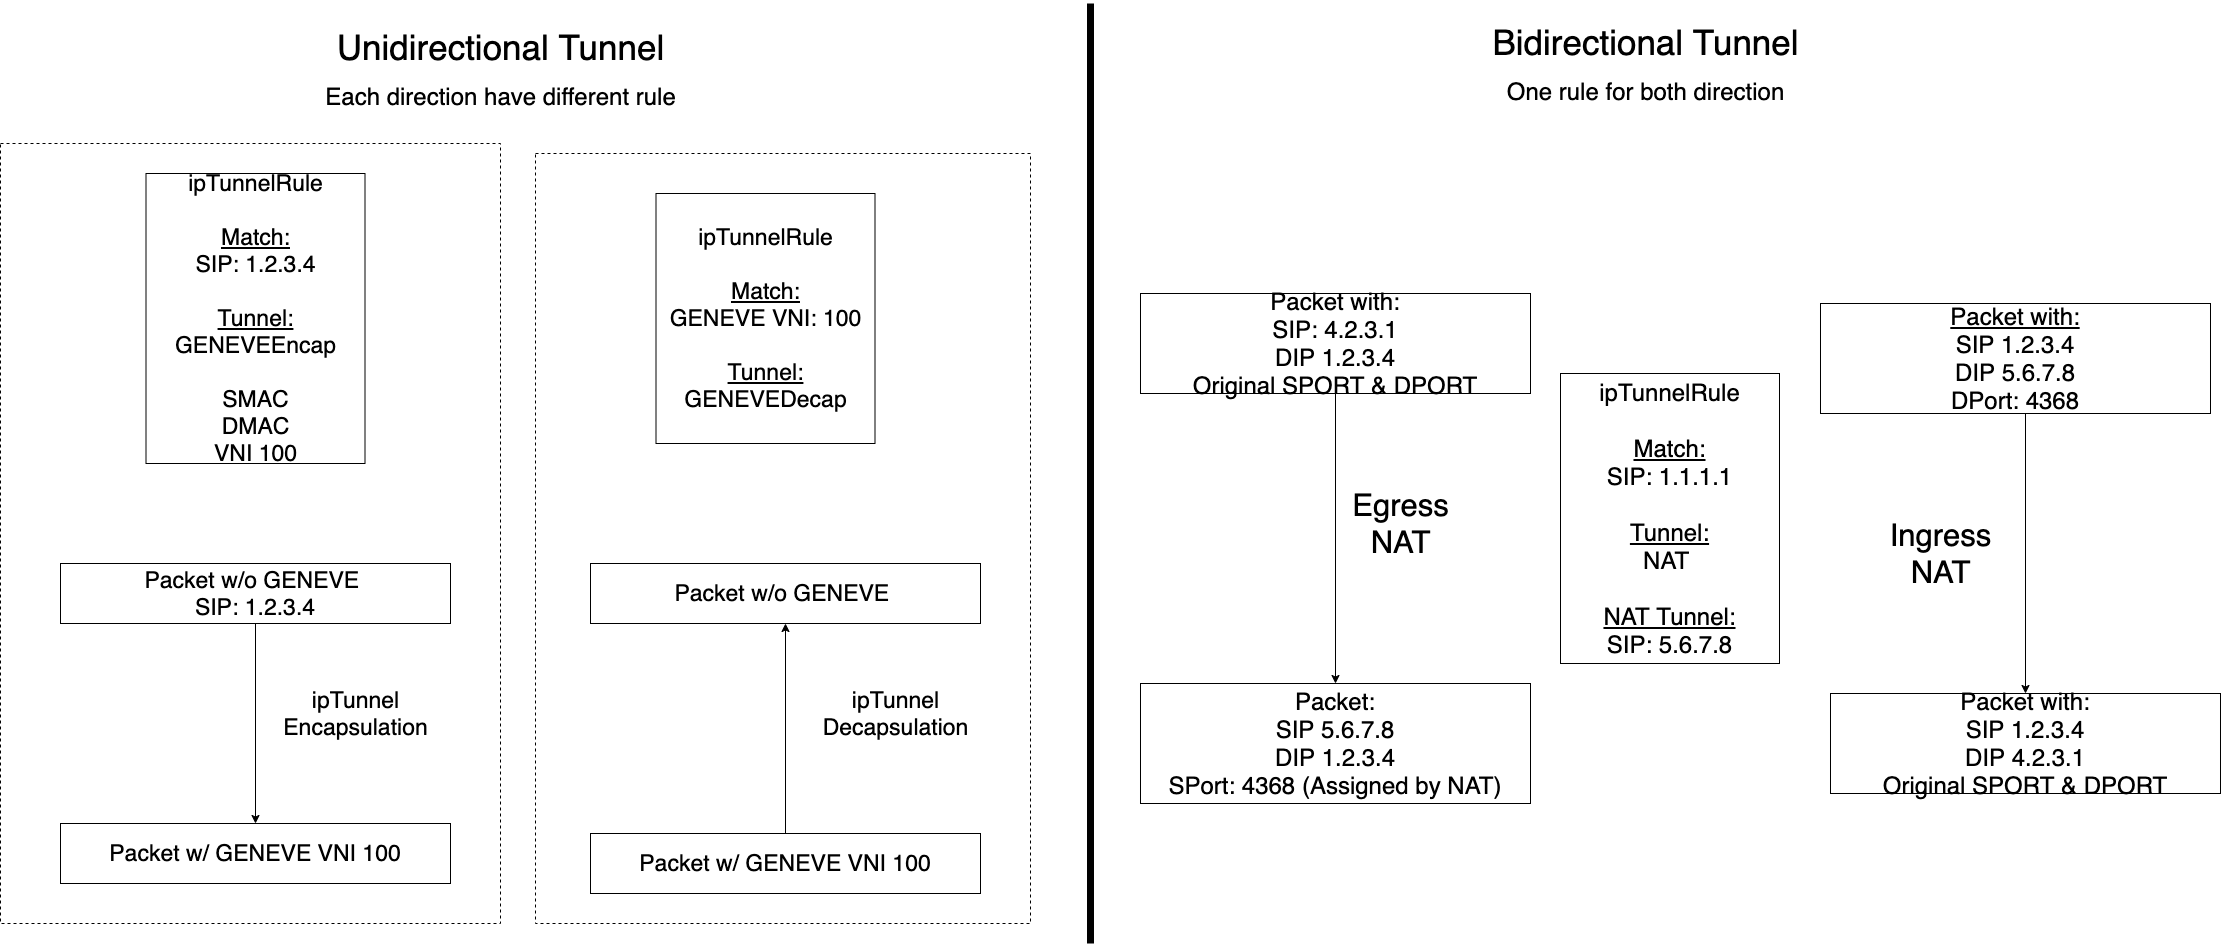 Unidirectional Tunnel
Each direction have different rule
ipTunnelRule
Match:
SIP: 1.2.3.4
Tunnel:
GENEVEEncap
SMAC
DMAC
VNI 100
Packet w/o GENEVE
SIP: 1.2.3.4
ipTunnel
Encapsulation
Packet w/ GENEVE VNI 100
ipTunnelRule
Match:
GENEVE VNI: 100
Tunnel:
GENEVEDecap
Packet w/o GENEVE
ipTunnel
Decapsulation
Packet w/ GENEVE VNI 100
Bidirectional Tunnel
One rule for both direction
Packet with:
SIP: 4.2.3.1
DIP 1.2.3.4
Original SPORT & DPORT
Egress
NAT
Packet:
SIP 5.6.7.8
DIP 1.2.3.4
SPort: 4368 (Assigned by NAT)
ipTunnelRule
Match:
SIP: 1.1.1.1
Tunnel:
NAT
NAT Tunnel:
SIP: 5.6.7.8
Packet with:
SIP 1.2.3.4
DIP 5.6.7.8
DPort: 4368
Ingress
NAT
Packet with:
SIP 1.2.3.4
DIP 4.2.3.1
Original SPORT & DPORT